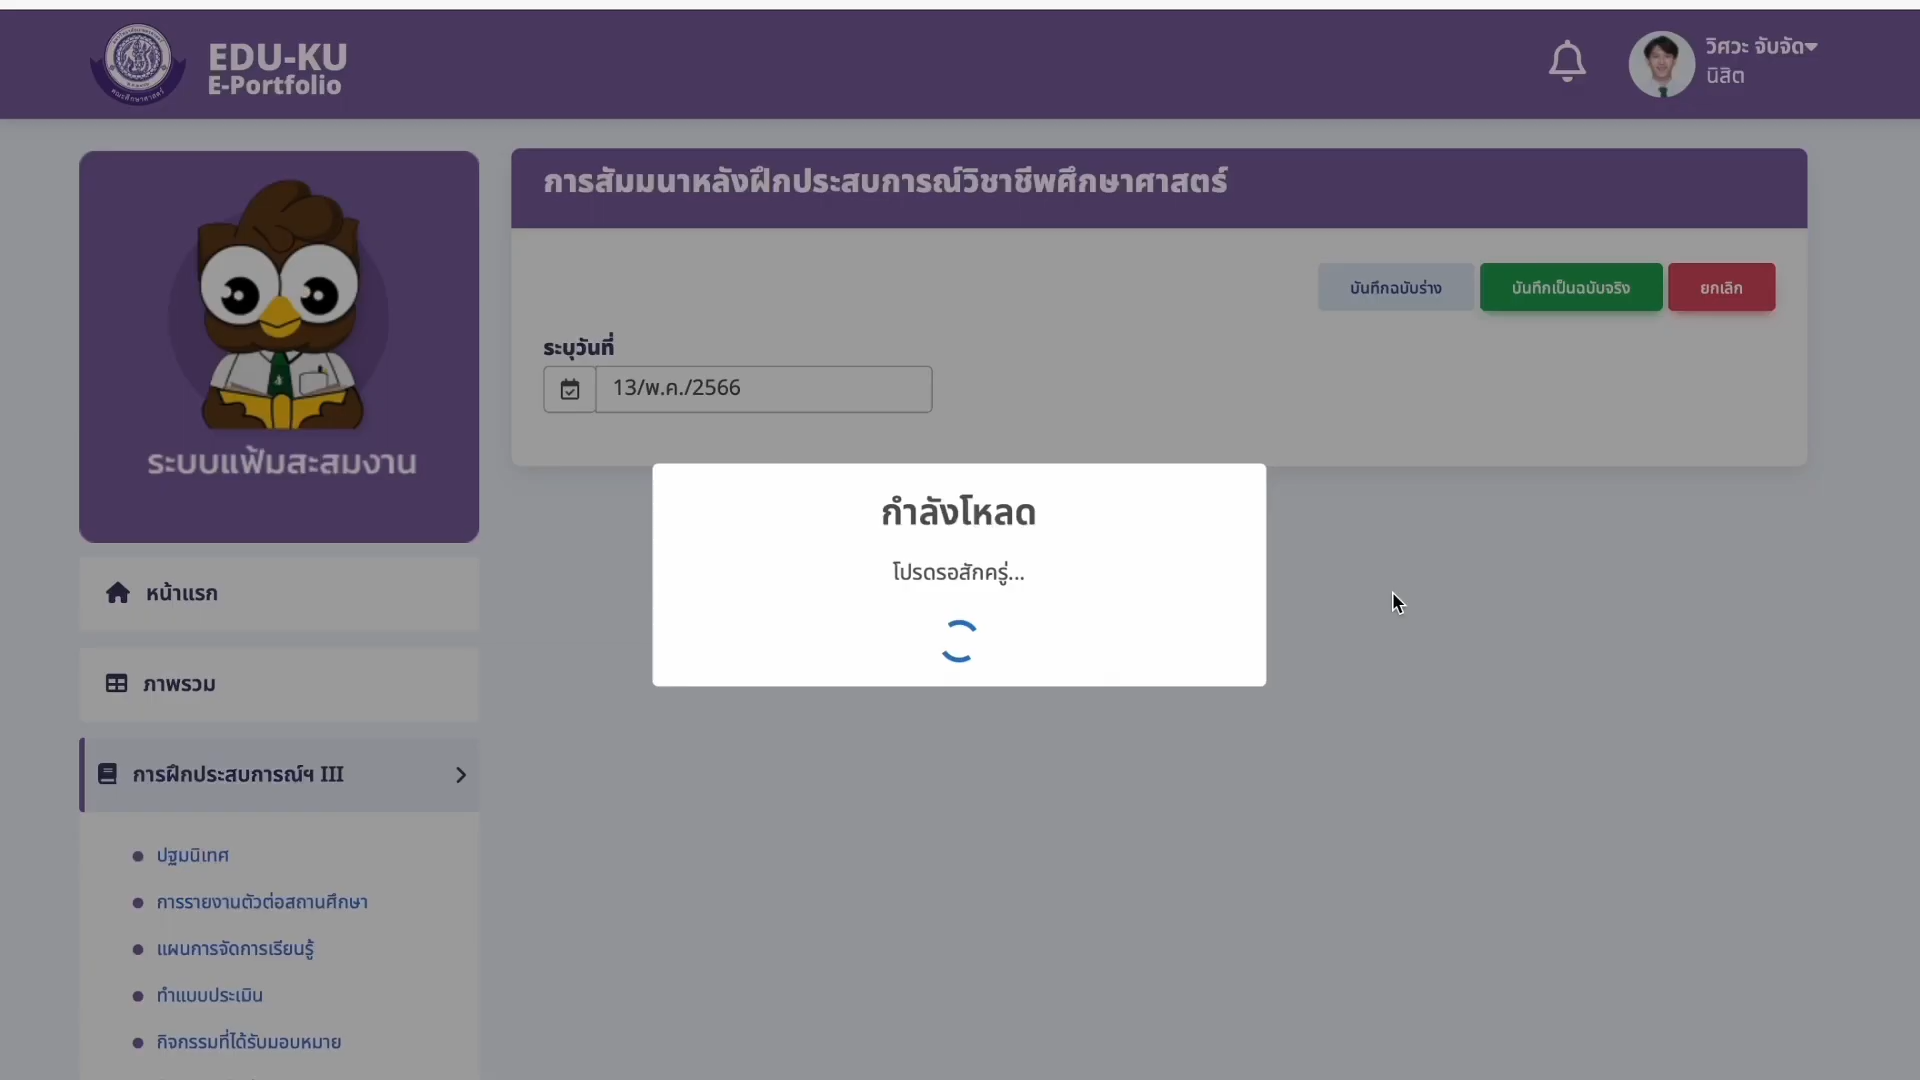 EDU-KU
E-Portfolio
วิศวะ จับจัด
นิสิต
ระบบแฟ้มสะสมงาน
หน้าแรก
ภาพรวม
การฝึกประสบการณ์ฯ III
ปฐมนิเทศ
การรายงานตัวต่อสถานศึกษา
แผนการจัดการเรียนรู้
ทำแบบประเมิน
กิจกรรมที่ได้รับมอบหมาย
การสัมมนาหลังฝึกประสบการณ์วิชาชีพศึกษาศาสตร์
บันทึกฉบับร่าง
บันทึกเป็นฉบับจริง
ยกเลิก
ระบุวันที่
13/พ.ค./2566
กำลังโหลด
โปรดรอสักครู่...